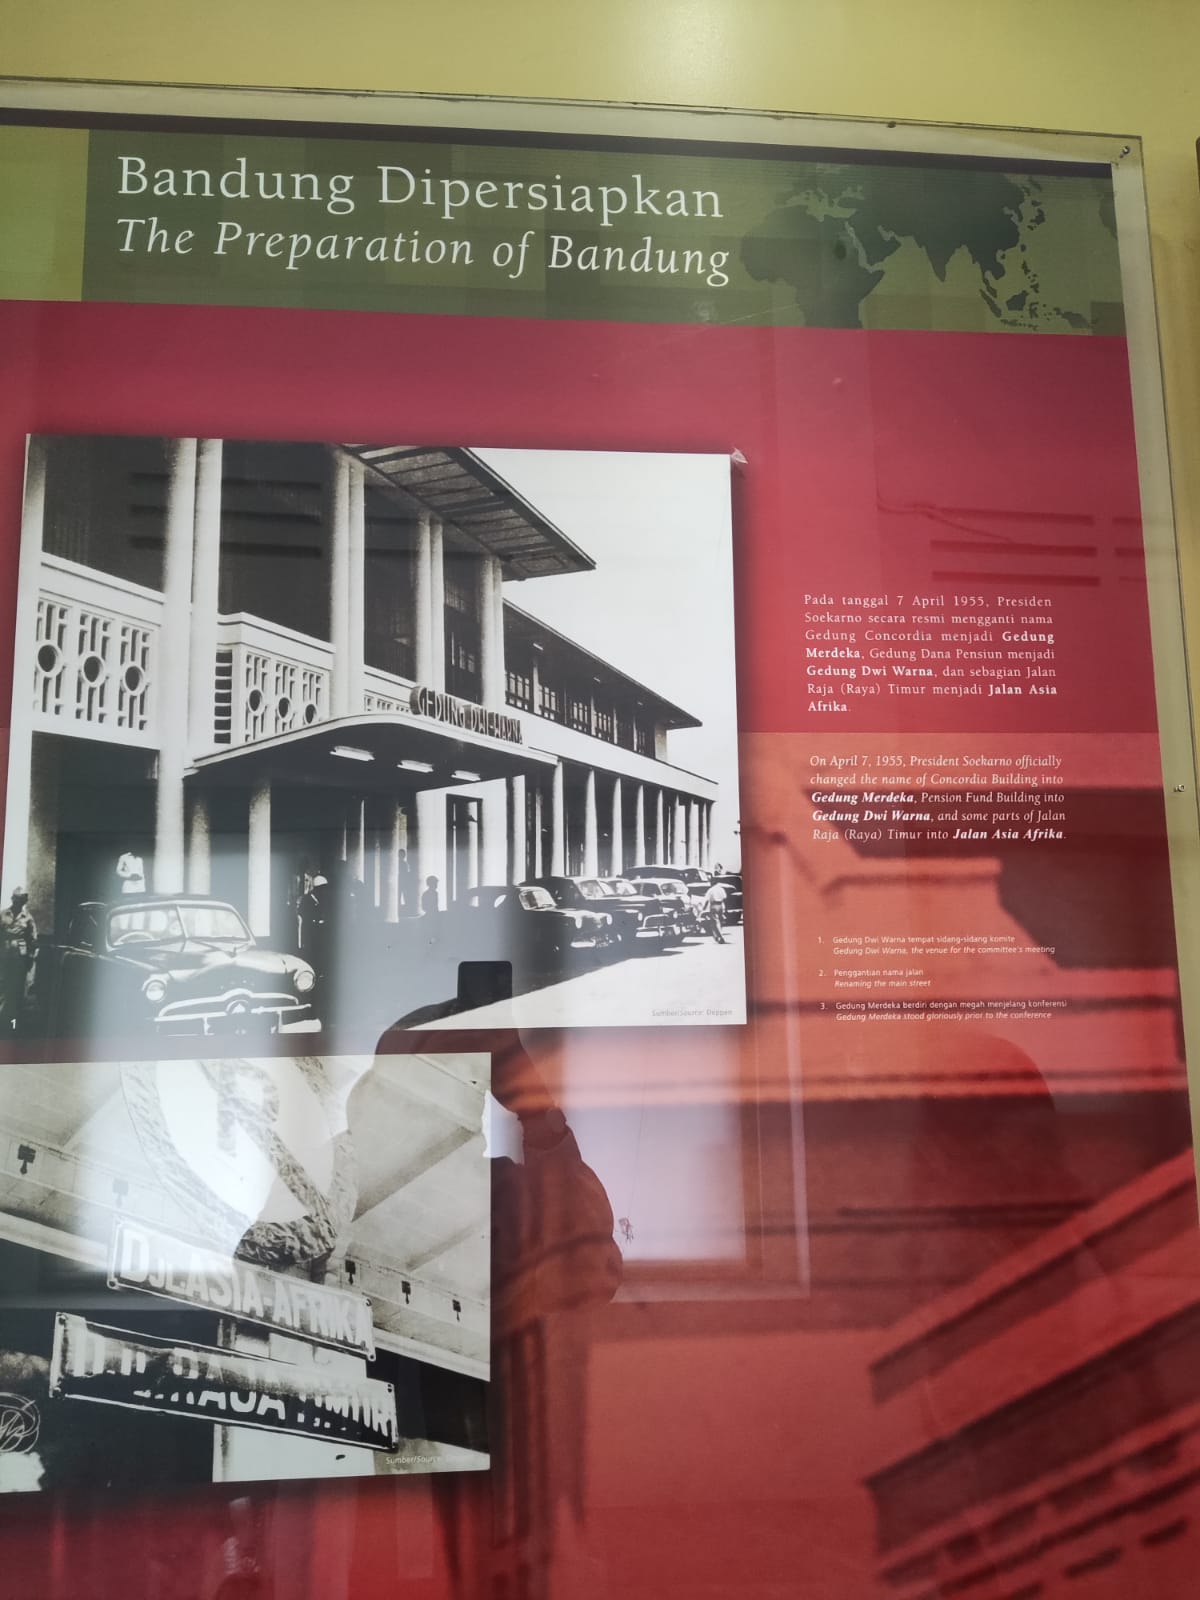 Bandung Dipersiapkan
The Preparation of Bandung
GEDUNG DWI-WARNA
Pada tanggal 7 April 1955, Presiden
Soekarno secara resmi mengganti nama
Gedung Concordia menjadi Gedung
Merdeka, Gedung Dana Pensiun menjadi
Gedung Dwi Warna, dan sebagian Jalan
Raja (Raya) Timur menjadi Jalan Asia
Afrika.
On April 7, 1955, President Soekarno officially
changed the name of Concordia Building into
Gedung Merdeka, Pension Fund Building into
Gedung Dwi Warna, and some parts of Jalan
Raja (Raya) Timur into Jalan Asia Afrika.
1. Gedung Dwi Warna tempat sidang-sidang komite
Gedung Dwi Warna, the venue for the committee's meeting
2. Penggantian nama jalan
Renaming the main street
3. Gedung Merdeka berdiri dengan megah menjelang konferensi
Gedung Merdeka stood gloriously prior to the conference
1
Sumber/Source: Deppen
DJL.ASIA-AFRIKA
RAJA TIMUR
Sumber/Source: